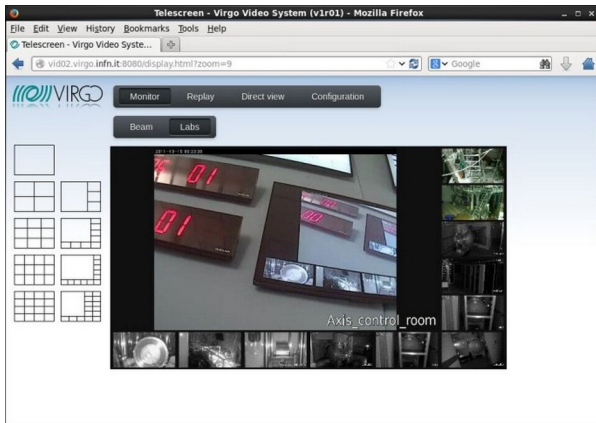 Telescreen - Virgo Video System (v1r01) - Mozilla Firefox
File Edit View History Bookmarks Tools Help
Telescreen - Virgo Video Syste...
vid02.virgo.infn.it:8080/display.html?zoom=9
Google
VIRGO
Monitor Replay Direct view Configuration
Beam Labs
01
01
00
Axis_control_room